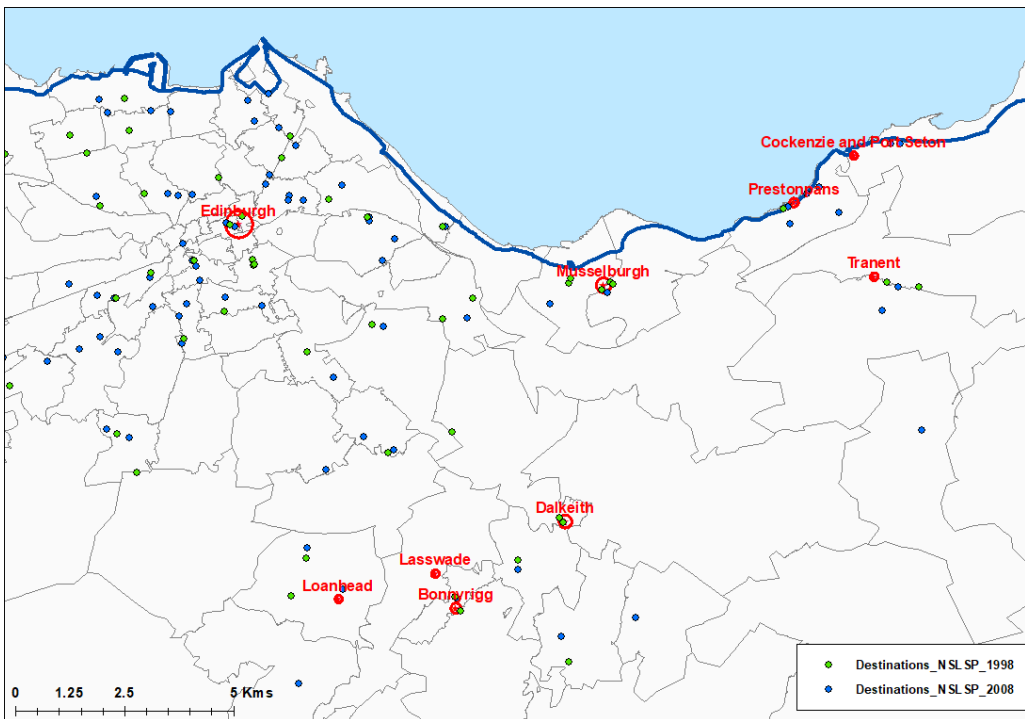 Cockenzie and Port Seton
Prestonpans
Edinburgh
Musselburgh
Tranent
Dalkeith
Lasswade
Loanhead
Bonnyrigg
Destinations_NSLSP_1998
Destinations_NSLSP_2008
0 1.25 2.5 5 Kms